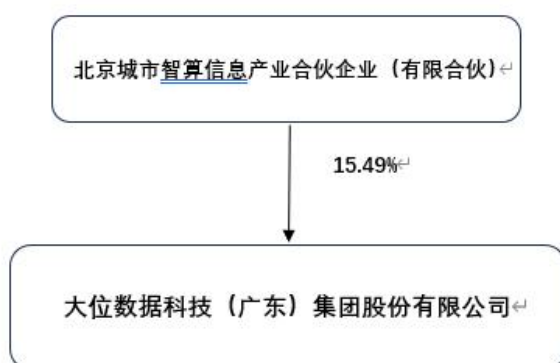 北京城市智算信息产业合伙企业（有限合伙）
15.49%
大位数据科技（广东）集团股份有限公司